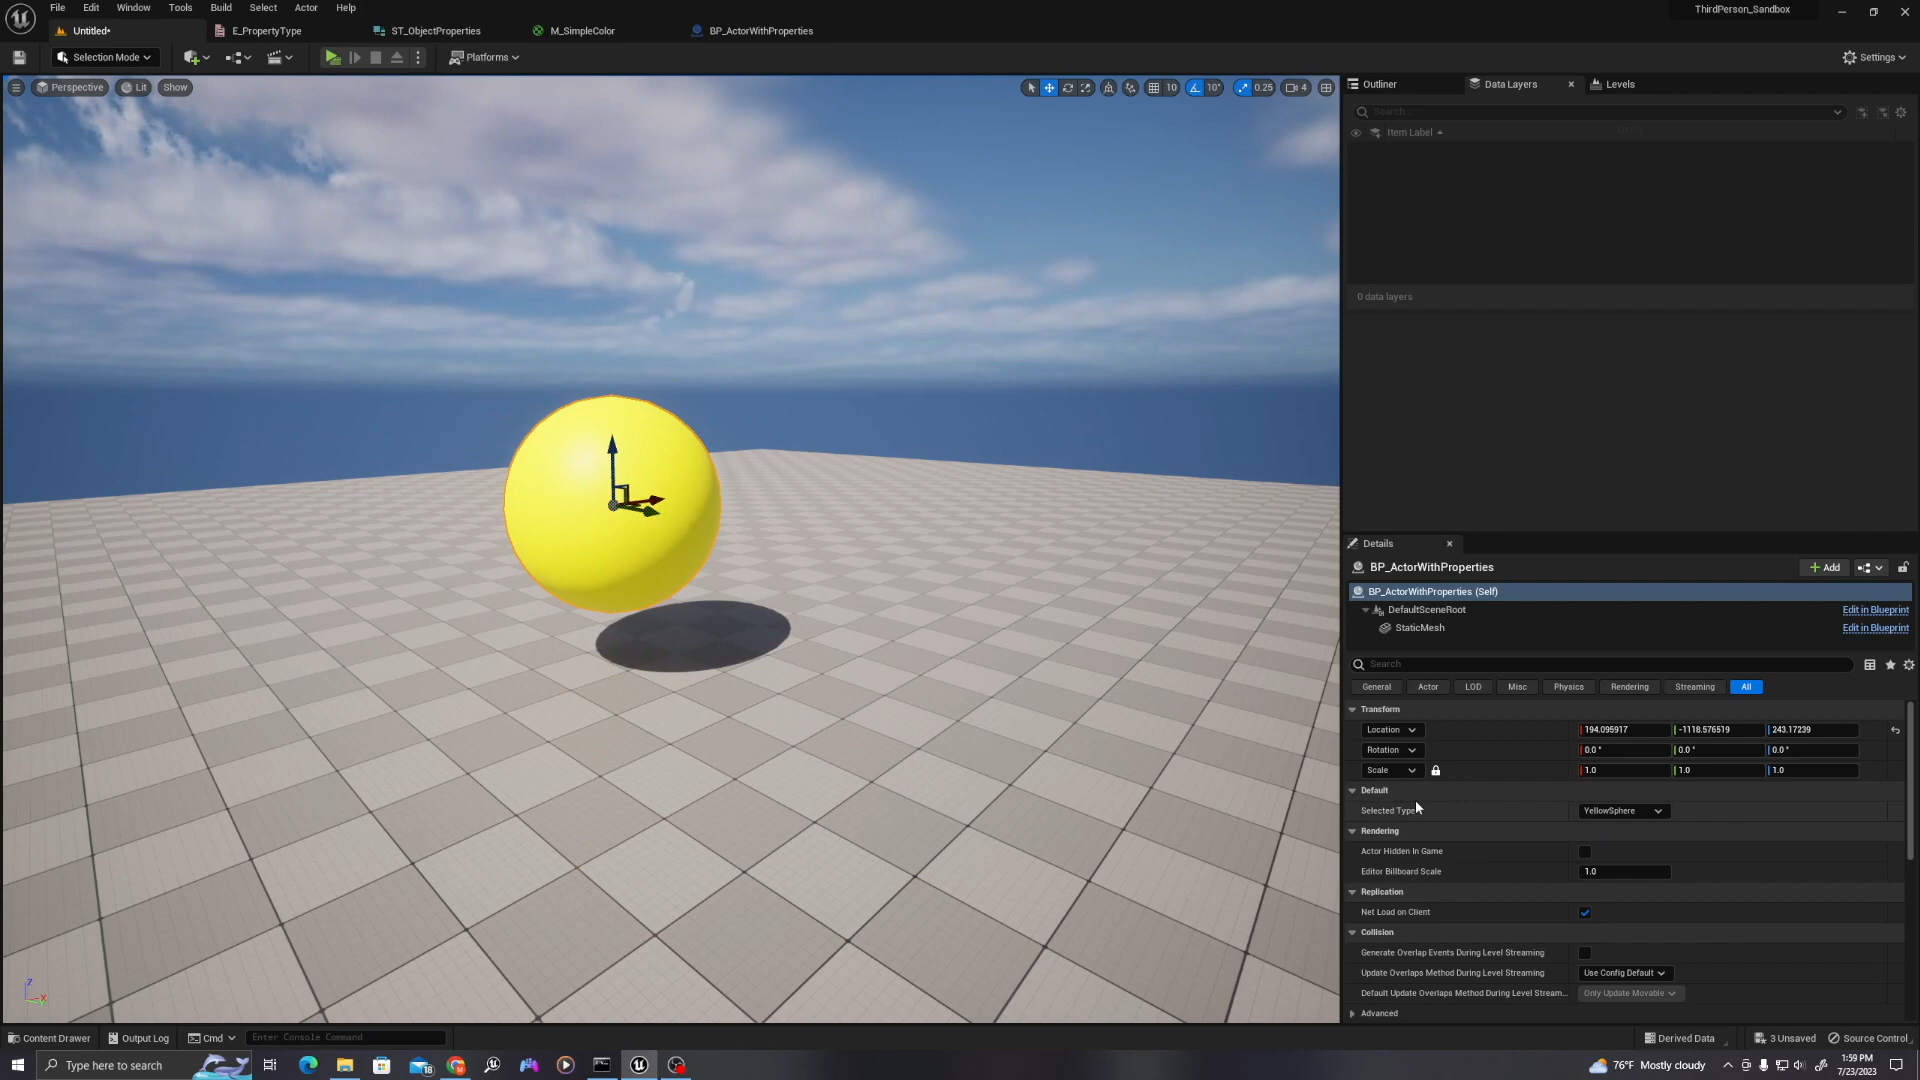 File Edit Window Tools Build Select Actor Help
ThirdPerson_Sandbox
Untitled* E_PropertyType ST_ObjectProperties M_SimpleColor BP_ActorWithProperties
Selection Mode Platforms Settings
Perspective Lit Show 10 10° 0.25 4
Outliner Data Layers Levels
Search...
Item Label
0 data layers
Details
BP_ActorWithProperties Add
BP_ActorWithProperties (Self)
DefaultSceneRoot Edit in Blueprint
StaticMesh Edit in Blueprint
Search
General Actor LOD Misc Physics Rendering Streaming All
Transform
Location 194.095917 -1118.576519 243.17239
Rotation 0.0 ° 0.0 ° 0.0 °
Scale 1.0 1.0 1.0
Default
Selected Type YellowSphere
Rendering
Actor Hidden In Game
Editor Billboard Scale 1.0
Replication
Net Load on Client
Collision
Generate Overlap Events During Level Streaming
Update Overlaps Method During Level Streaming Use Config Default
Default Update Overlaps Method During Level Stream... Only Update Movable
Advanced
Z
X
Content Drawer Output Log Cmd Enter Console Command Derived Data 3 Unsaved Source Control
Type here to search 18 76°F Mostly cloudy 1:59 PM
7/23/2023